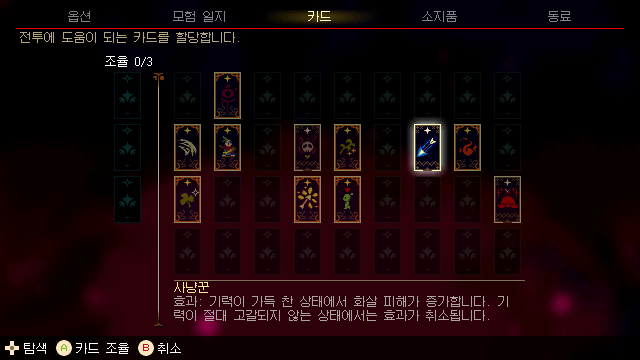 옵션 모험 일지 카드 소지품 동료
전투에 도움이 되는 카드를 할당합니다.
조율 0/3
사냥꾼
효과: 기력이 가득 찬 상태에서 화살 피해가 증가합니다. 기
력이 절대 고갈되지 않는 상태에서는 효과가 취소됩니다.
탐색 A 카드 조율 B 취소